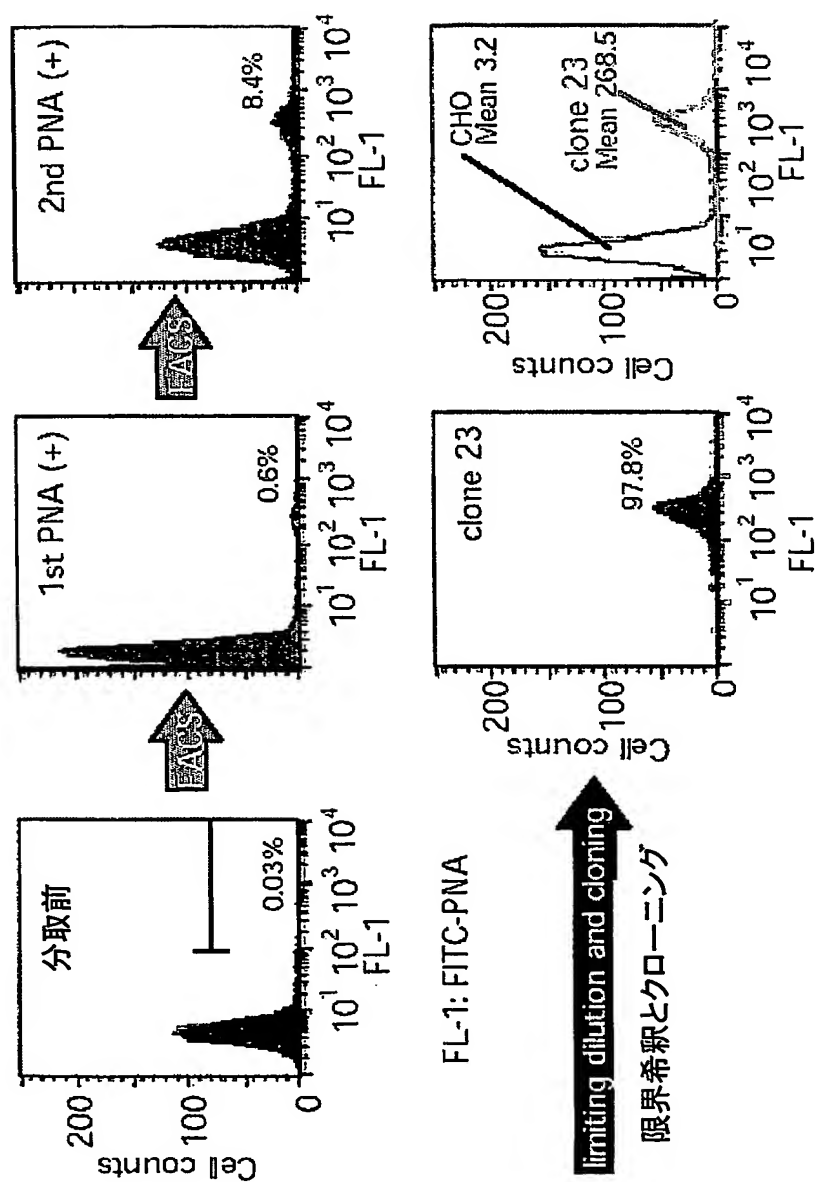 分取前
0.03%
200
100
0
Cell counts
10¹ 10² 10³ 10⁴
FL-1
FACS
1st PNA (+)
0.6%
10¹ 10² 10³ 10⁴
FL-1
FACS
2nd PNA (+)
8.4%
10¹ 10² 10³ 10⁴
FL-1
FL-1: FITC-PNA
limiting dilution and cloning
限界希釈とクローニング
clone 23
97.8%
200
100
0
Cell counts
10¹ 10² 10³ 10⁴
FL-1
CHO
Mean 3.2
clone 23
Mean 268.5
200
100
0
Cell counts
10¹ 10² 10³ 10⁴
FL-1